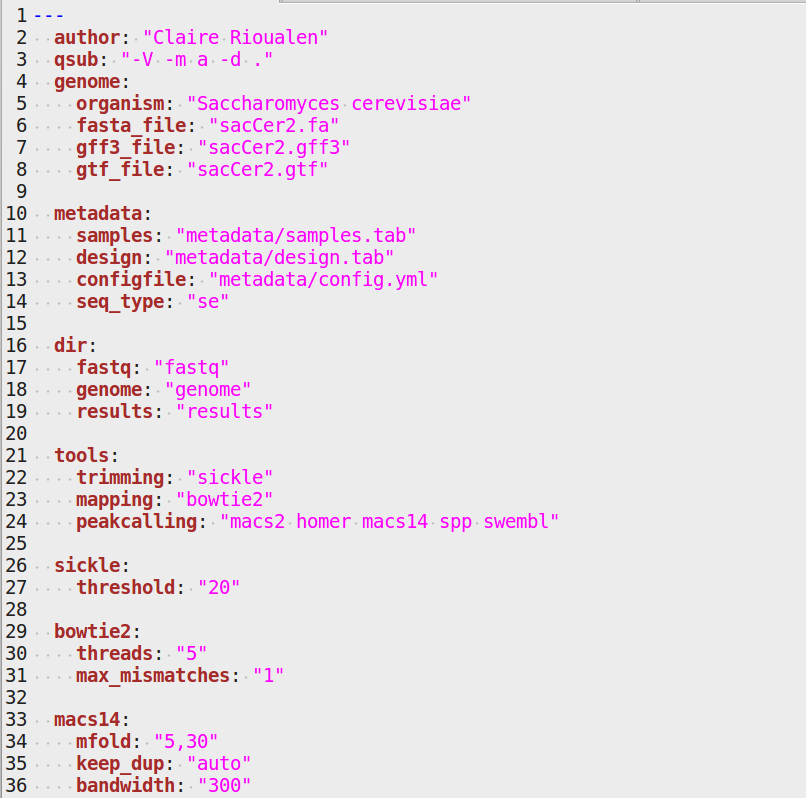 1 ---
2   author: "Claire Rioualen"
3   qsub: "-V -m a -d ."
4   genome:
5     organism: "Saccharomyces cerevisiae"
6     fasta_file: "sacCer2.fa"
7     gff3_file: "sacCer2.gff3"
8     gtf_file: "sacCer2.gtf"
9
10   metadata:
11     samples: "metadata/samples.tab"
12     design: "metadata/design.tab"
13     configfile: "metadata/config.yml"
14     seq_type: "se"
15
16   dir:
17     fastq: "fastq"
18     genome: "genome"
19     results: "results"
20
21   tools:
22     trimming: "sickle"
23     mapping: "bowtie2"
24     peakcalling: "macs2 homer macs14 spp swembl"
25
26   sickle:
27     threshold: "20"
28
29   bowtie2:
30     threads: "5"
31     max_mismatches: "1"
32
33   macs14:
34     mfold: "5,30"
35     keep_dup: "auto"
36     bandwidth: "300"